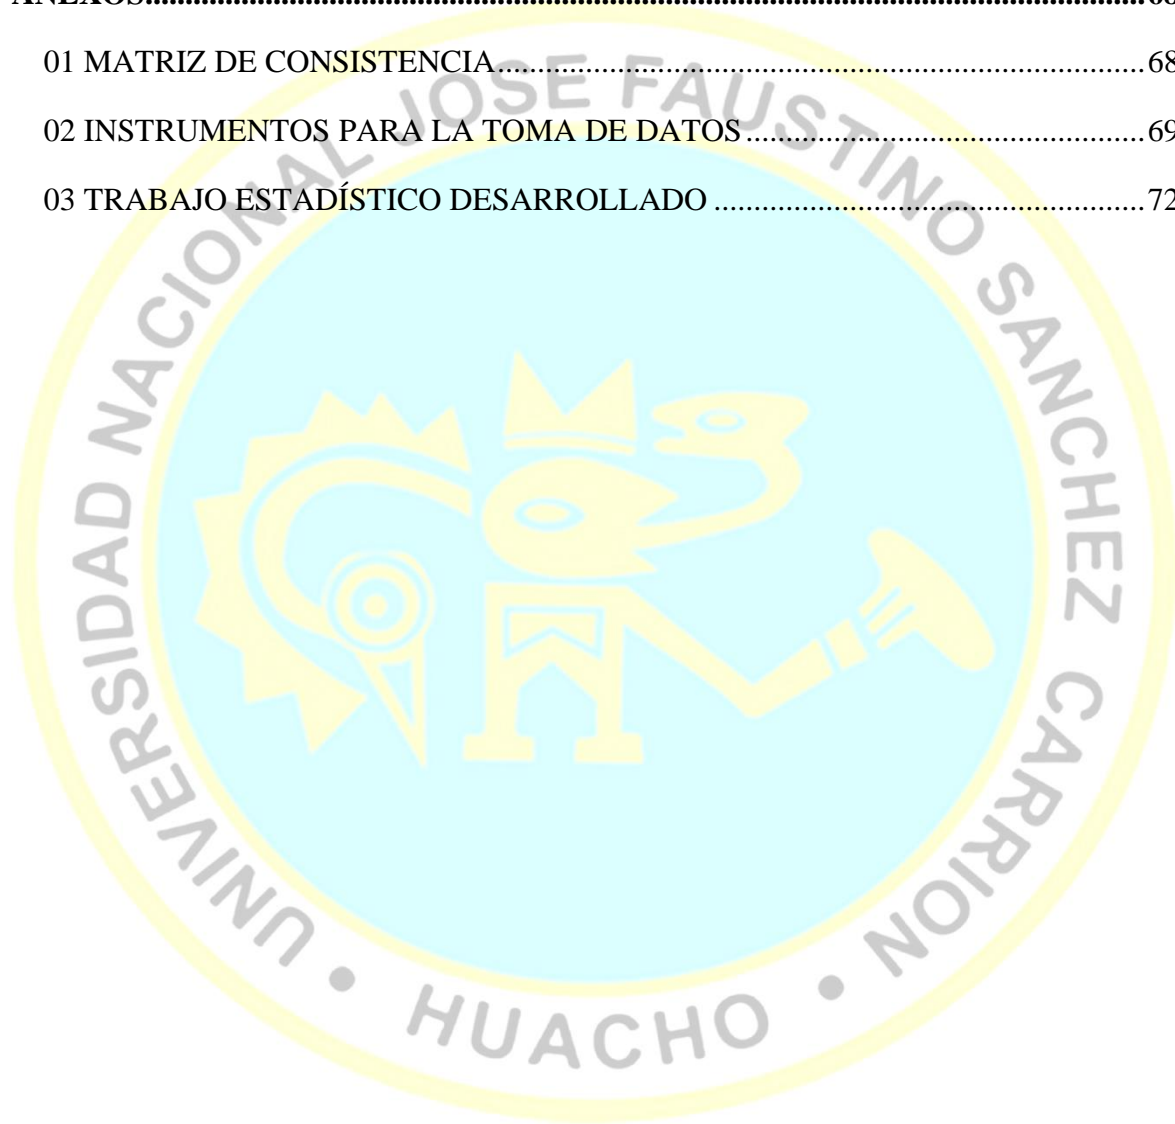 ANEXOS........................................................................................................................68
01 MATRIZ DE CONSISTENCIA.................................................................................68
02 INSTRUMENTOS PARA LA TOMA DE DATOS..................................................69
03 TRABAJO ESTADÍSTICO DESARROLLADO......................................................72
UNIVERSIDAD NACIONAL JOSE FAUSTINO SANCHEZ CARRION
• HUACHO •